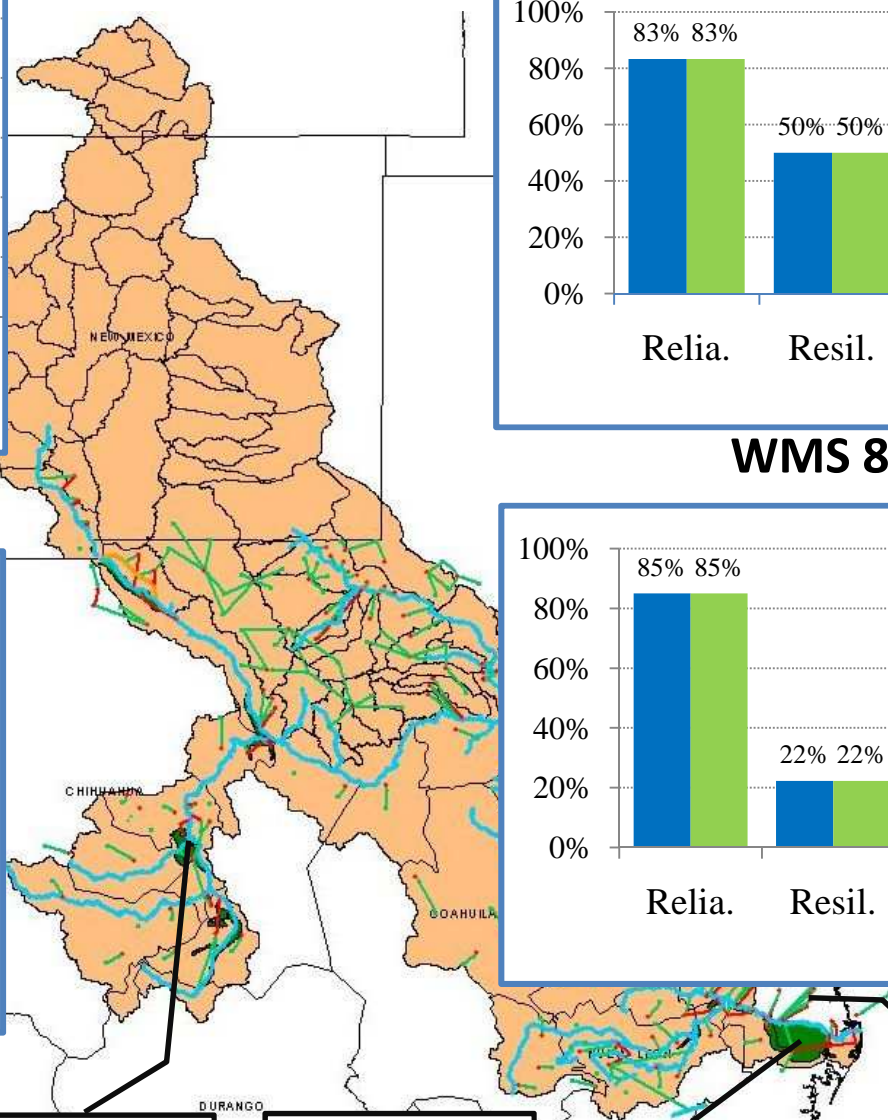 100%
83% 83%
80%
60%
50% 50%
40%
20%
0%
Relia. Resil.
WMS 8
100%
85% 85%
80%
60%
40%
22% 22%
20%
0%
Relia. Resil.
NEW MEXICO
CHIHUAHUA
COAHUILA
DURANGO